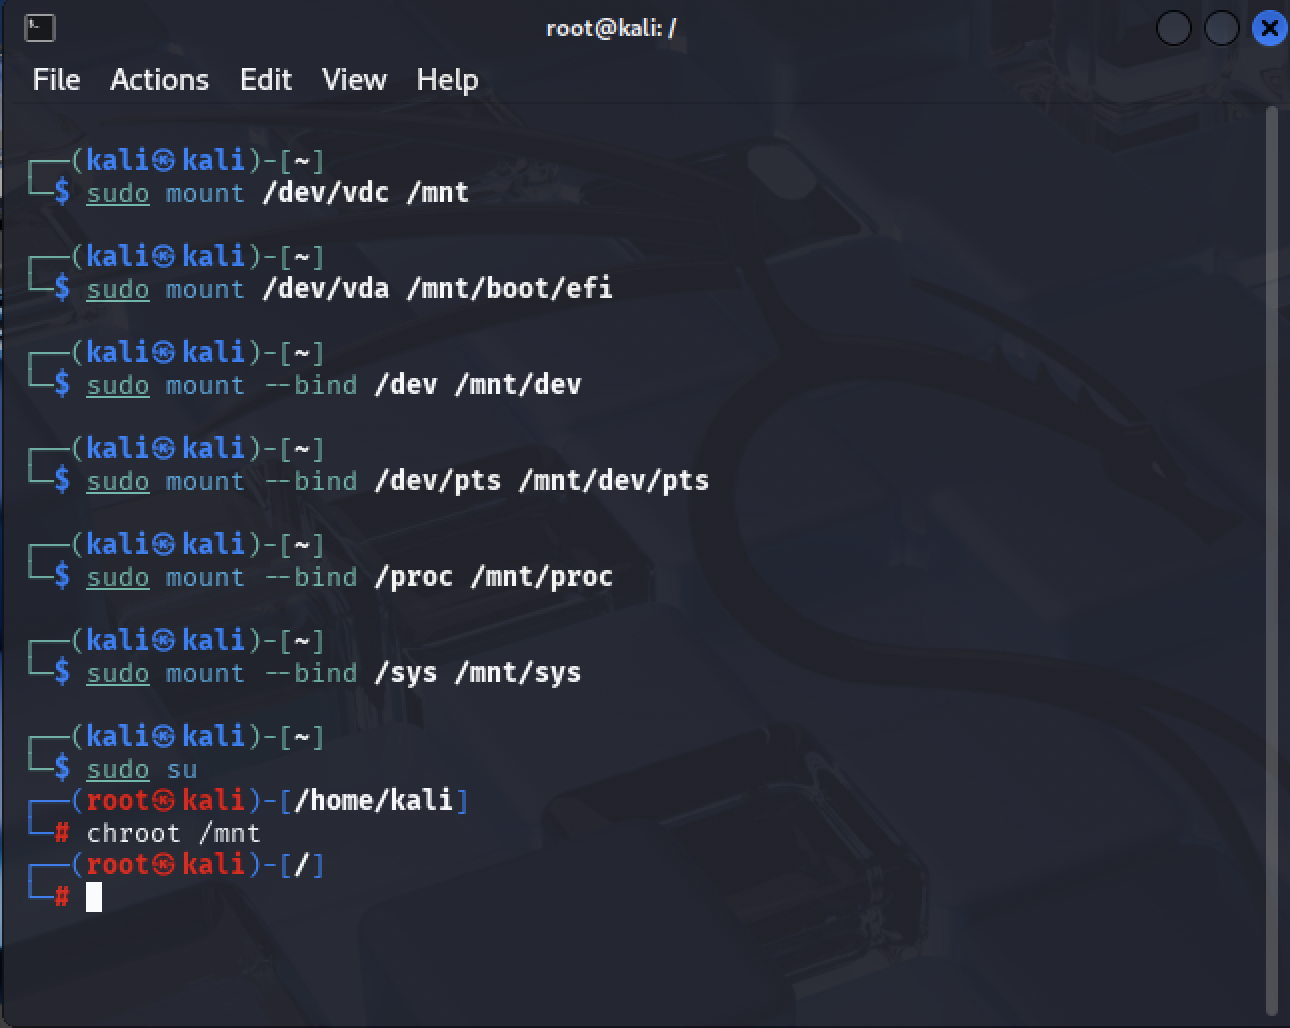 root@kali: /
File Actions Edit View Help
┌──(kali㉿kali)-[~]
└─$ sudo mount /dev/vdc /mnt
┌──(kali㉿kali)-[~]
└─$ sudo mount /dev/vda /mnt/boot/efi
┌──(kali㉿kali)-[~]
└─$ sudo mount --bind /dev /mnt/dev
┌──(kali㉿kali)-[~]
└─$ sudo mount --bind /dev/pts /mnt/dev/pts
┌──(kali㉿kali)-[~]
└─$ sudo mount --bind /proc /mnt/proc
┌──(kali㉿kali)-[~]
└─$ sudo mount --bind /sys /mnt/sys
┌──(kali㉿kali)-[~]
└─$ sudo su
┌──(root㉿kali)-[/home/kali]
└─# chroot /mnt
┌──(root㉿kali)-[/]
└─#